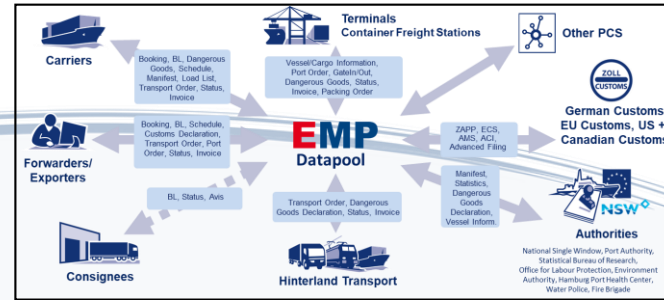 Carriers
Booking, BL, Dangerous
Goods, Schedule,
Manifest, Load List,
Transport Order, Status,
Invoice
Terminals
Container Freight Stations
Vessel/Cargo Information,
Port Order, GateIn/Out,
Dangerous Goods, Status,
Invoice, Packing Order
Other PCS
ZOLL
CUSTOMS
German Customs
EU Customs, US +
Canadian Customs
Forwarders/
Exporters
Booking, BL, Schedule,
Customs Declaration,
Transport Order, Port
Order, Status, Invoice
EMP
Datapool
ZAPP, ECS,
AMS, ACI,
Advanced Filing
BL, Status, Avis
Consignees
Transport Order, Dangerous
Goods Declaration, Status, Invoice
Hinterland Transport
Manifest,
Statistics,
Dangerous
Goods
Declaration,
Vessel Inform.
NSW
Authorities
National Single Window, Port Authority,
Statistical Bureau of Research,
Office for Labour Protection, Environment
Authority, Hamburg Port Health Center,
Water Police, Fire Brigade